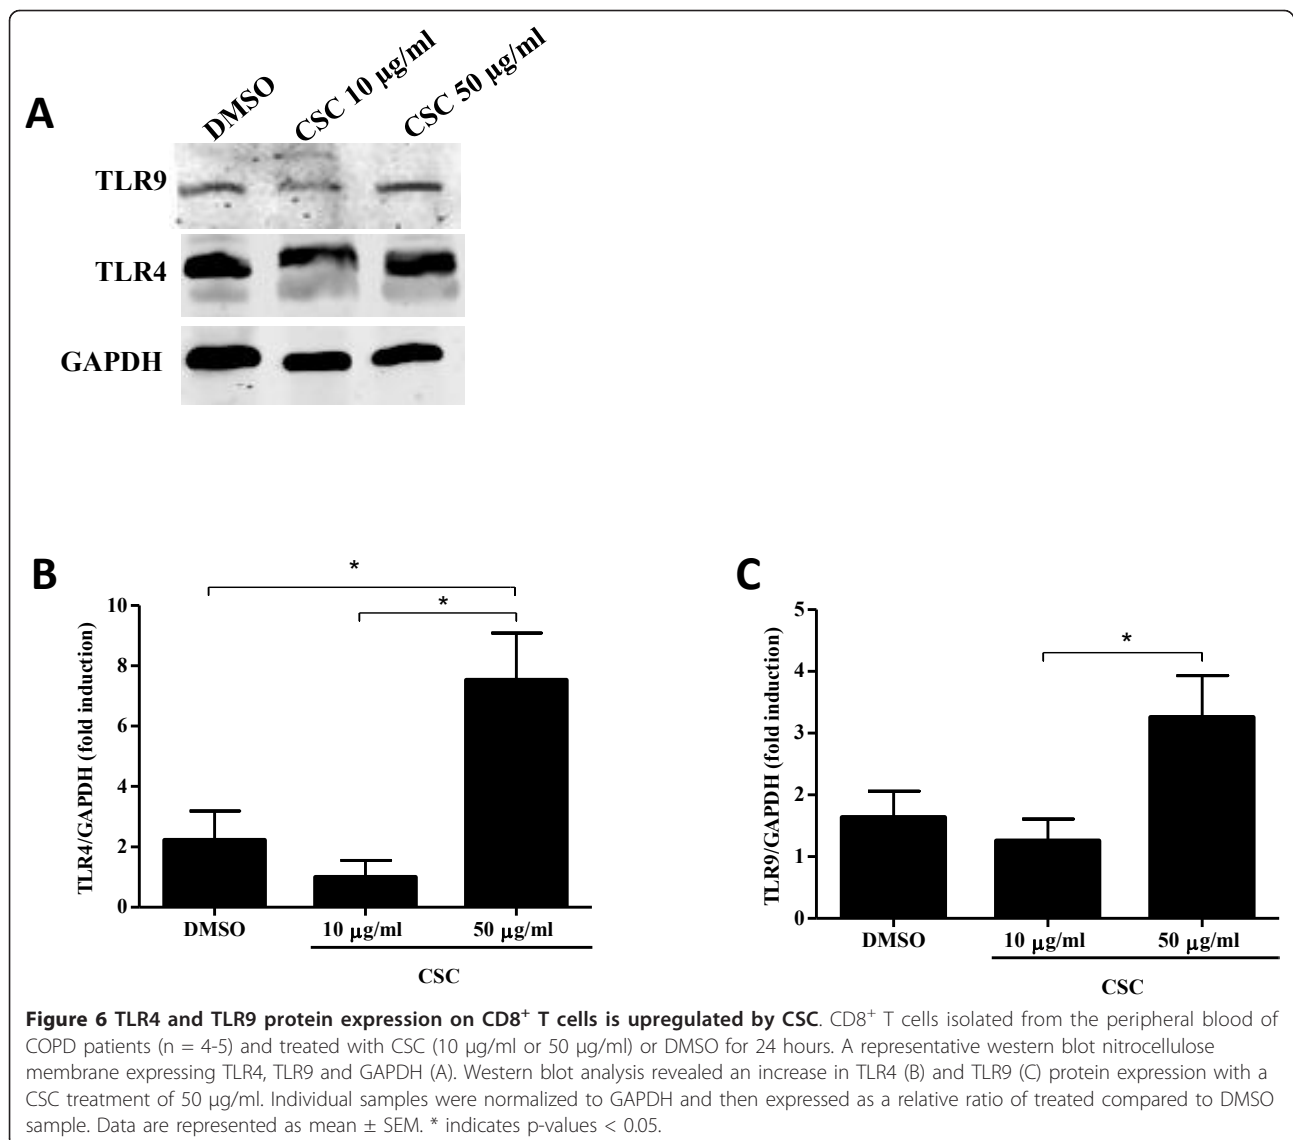 A
DMSO
CSC 10 µg/ml
CSC 50 µg/ml
TLR9
TLR4
GAPDH
B
*
*
10
8
6
4
2
0
TLR4/GAPDH (fold induction)
DMSO
10 µg/ml
50 µg/ml
CSC
C
*
5
4
3
2
1
0
TLR9/GAPDH (fold induction)
DMSO
10 µg/ml
50 µg/ml
CSC
Figure 6 TLR4 and TLR9 protein expression on CD8⁺ T cells is upregulated by CSC. CD8⁺ T cells isolated from the peripheral blood of
COPD patients (n = 4-5) and treated with CSC (10 µg/ml or 50 µg/ml) or DMSO for 24 hours. A representative western blot nitrocellulose
membrane expressing TLR4, TLR9 and GAPDH (A). Western blot analysis revealed an increase in TLR4 (B) and TLR9 (C) protein expression with a
CSC treatment of 50 µg/ml. Individual samples were normalized to GAPDH and then expressed as a relative ratio of treated compared to DMSO
sample. Data are represented as mean ± SEM. * indicates p-values < 0.05.